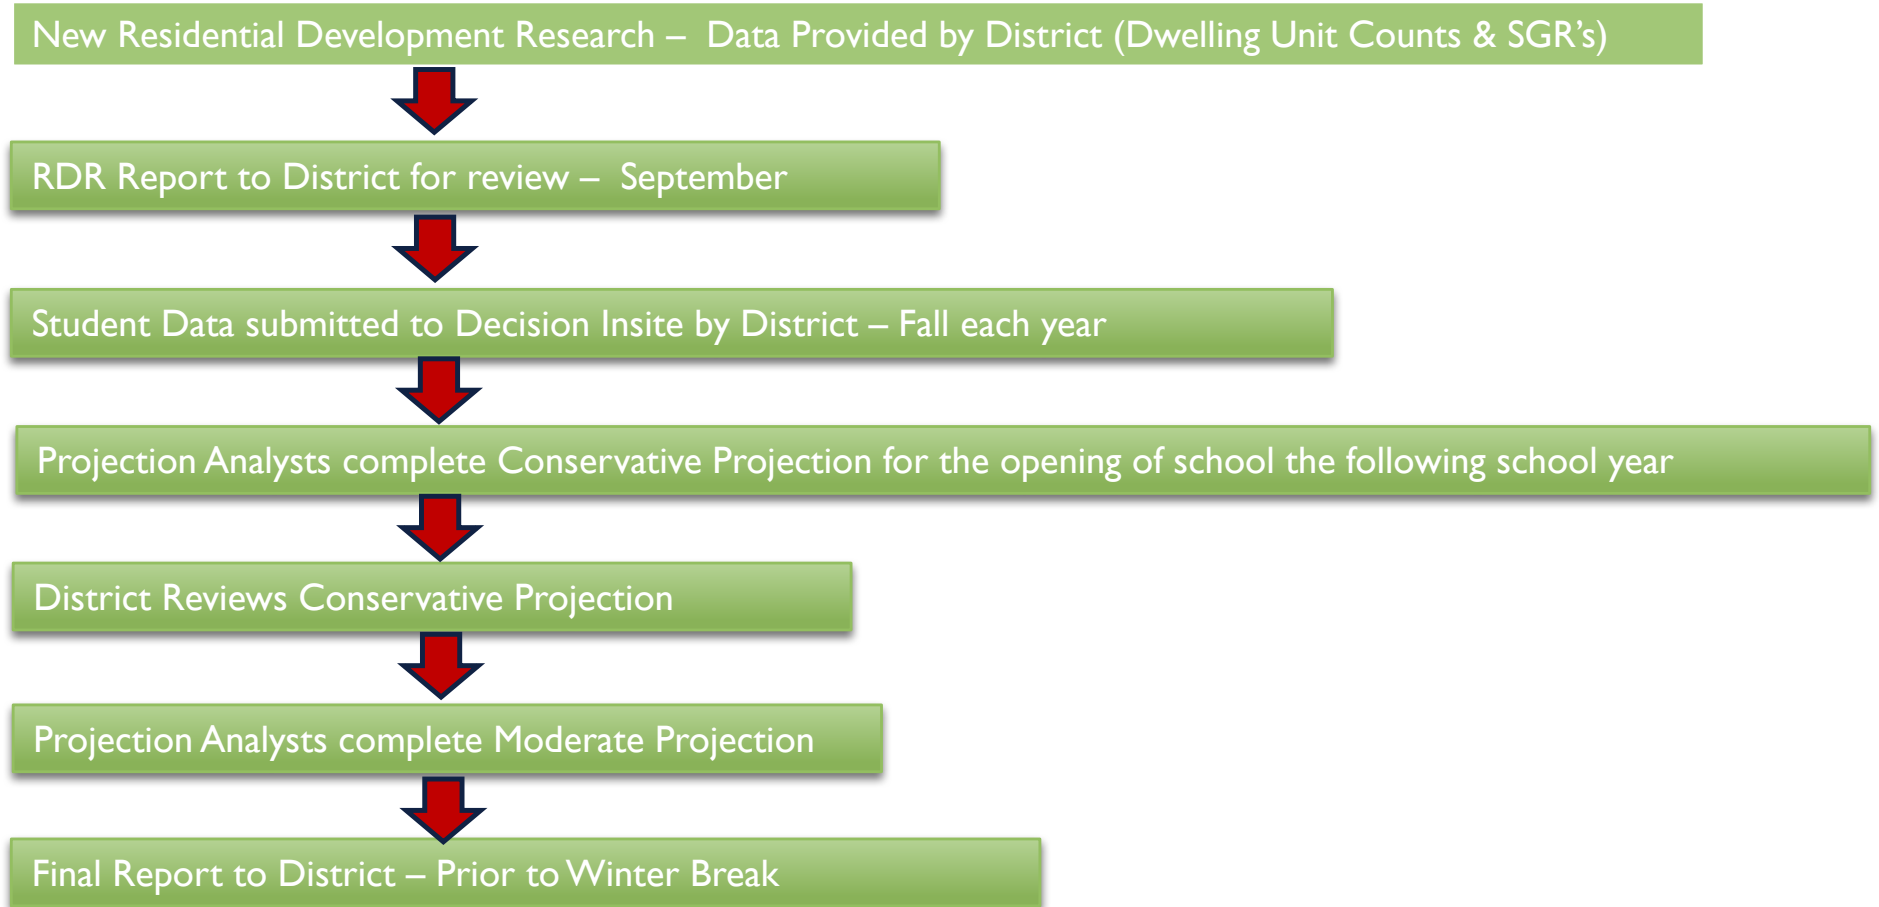 New Residential Development Research –  Data Provided by District (Dwelling Unit Counts & SGR’s)
RDR Report to District for review –  September
Student Data submitted to Decision Insite by District – Fall each year
Projection Analysts complete Conservative Projection for the opening of school the following school year
District Reviews Conservative Projection
Projection Analysts complete Moderate Projection
Final Report to District – Prior to Winter Break